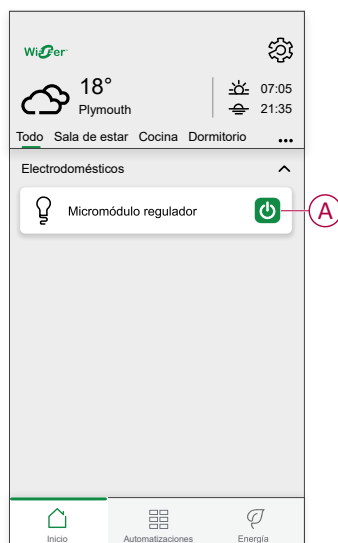 Wiser
18°
07:05
Plymouth
21:35
Todo Sala de estar Cocina Dormitorio ...
Electrodomésticos
Micromódulo regulador
A
Inicio Automatizaciones Energía